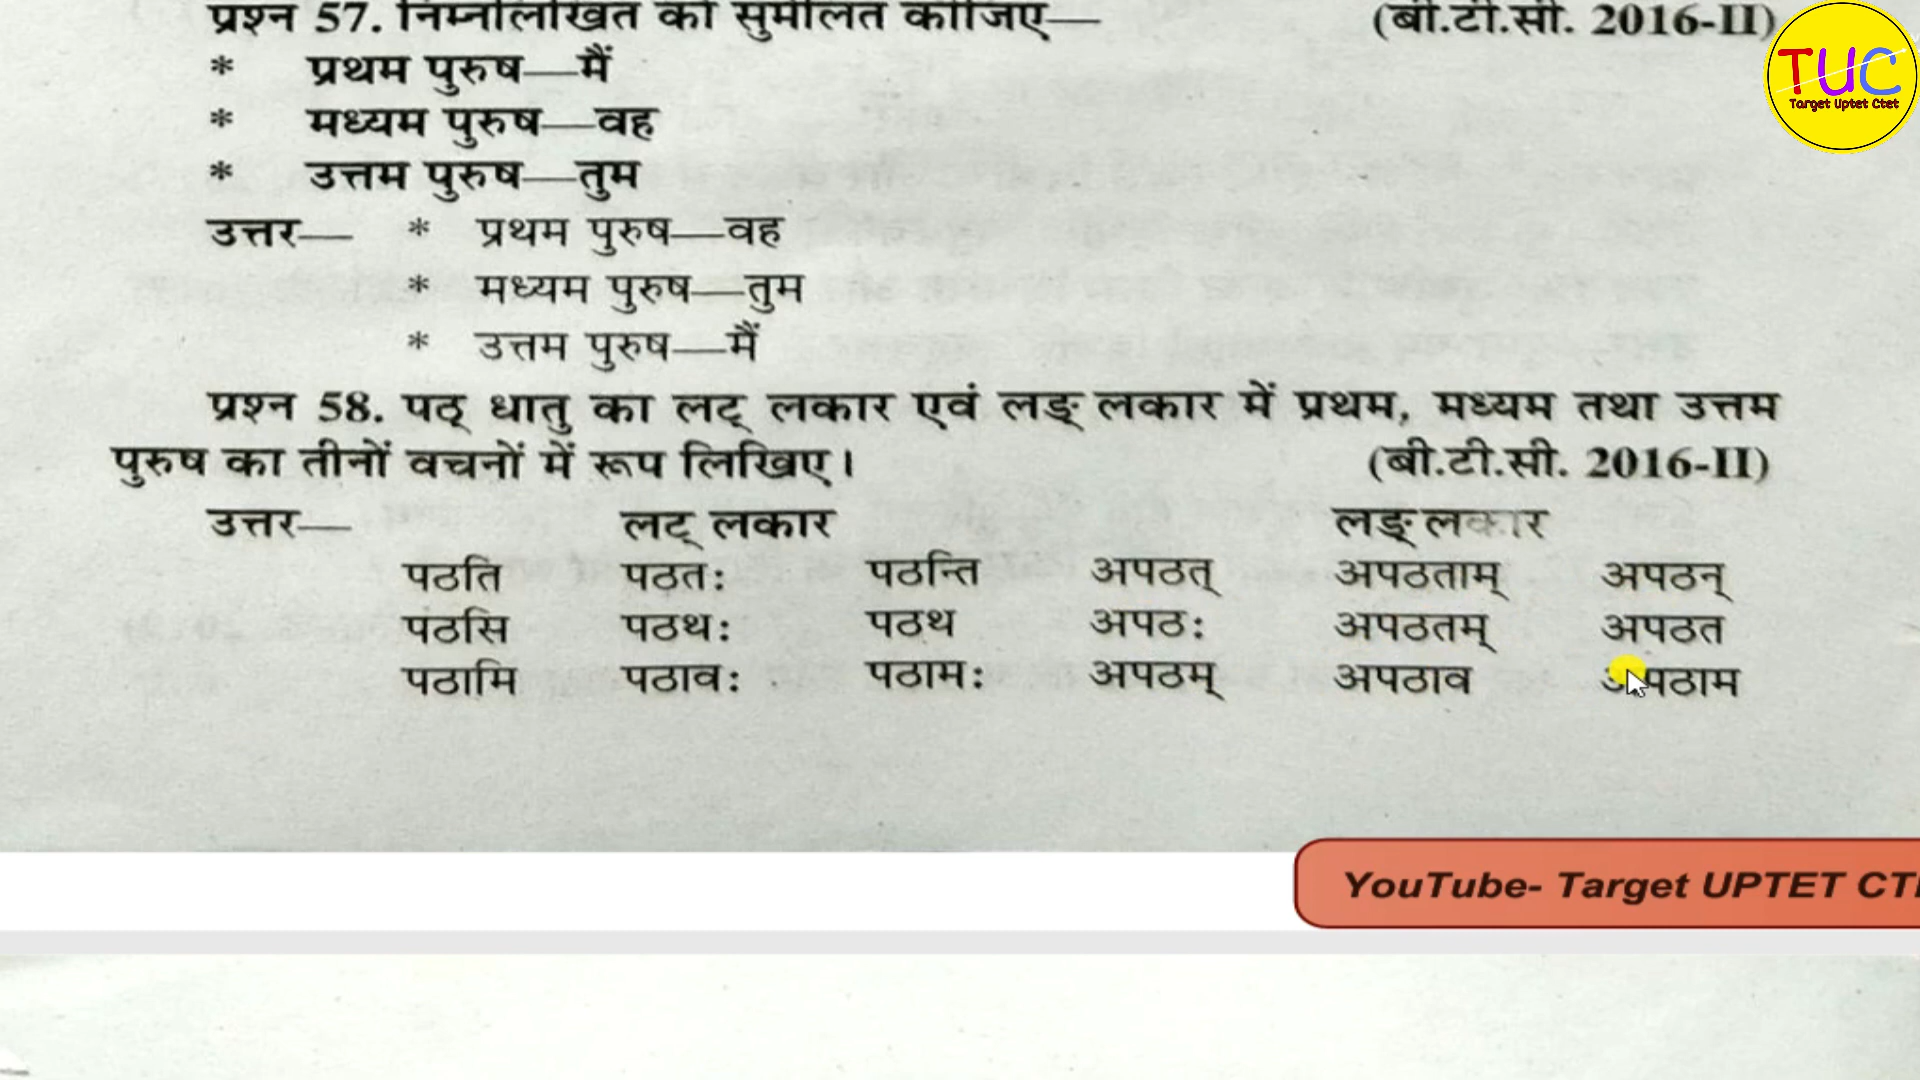 प्रश्न 57. निम्नलिखित को सुमेलित कीजिए— (बी.टी.सी. 2016-II)
TUC
Target Uptet Ctet
* प्रथम पुरुष—मैं
* मध्यम पुरुष—वह
* उत्तम पुरुष—तुम
उत्तर— * प्रथम पुरुष—वह
* मध्यम पुरुष—तुम
* उत्तम पुरुष—मैं
प्रश्न 58. पठ् धातु का लट् लकार एवं लङ् लकार में प्रथम, मध्यम तथा उत्तम
पुरुष का तीनों वचनों में रूप लिखिए। (बी.टी.सी. 2016-II)
उत्तर— लट् लकार लङ् लकार
पठति पठतः पठन्ति अपठत् अपठताम् अपठन्
पठसि पठथः पठथ अपठः अपठतम् अपठत
पठामि पठावः पठामः अपठम् अपठाव अपठाम
YouTube- Target UPTET